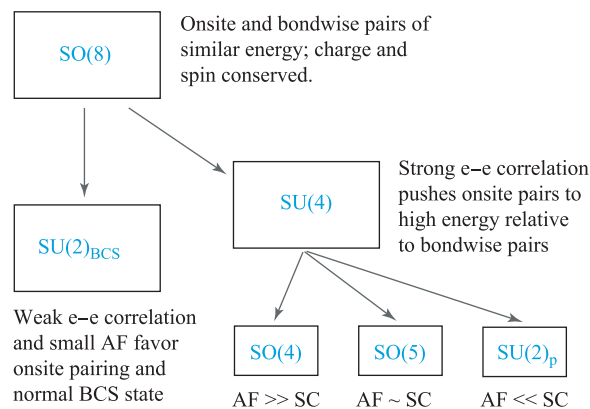 SO(8)
Onsite and bondwise pairs of
similar energy; charge and
spin conserved.
SU(4)
Strong e–e correlation
pushes onsite pairs to
high energy relative
to bondwise pairs
SU(2)BCS
Weak e–e correlation
and small AF favor
onsite pairing and
normal BCS state
SO(4)
SO(5)
SU(2)p
AF >> SC
AF ~ SC
AF << SC